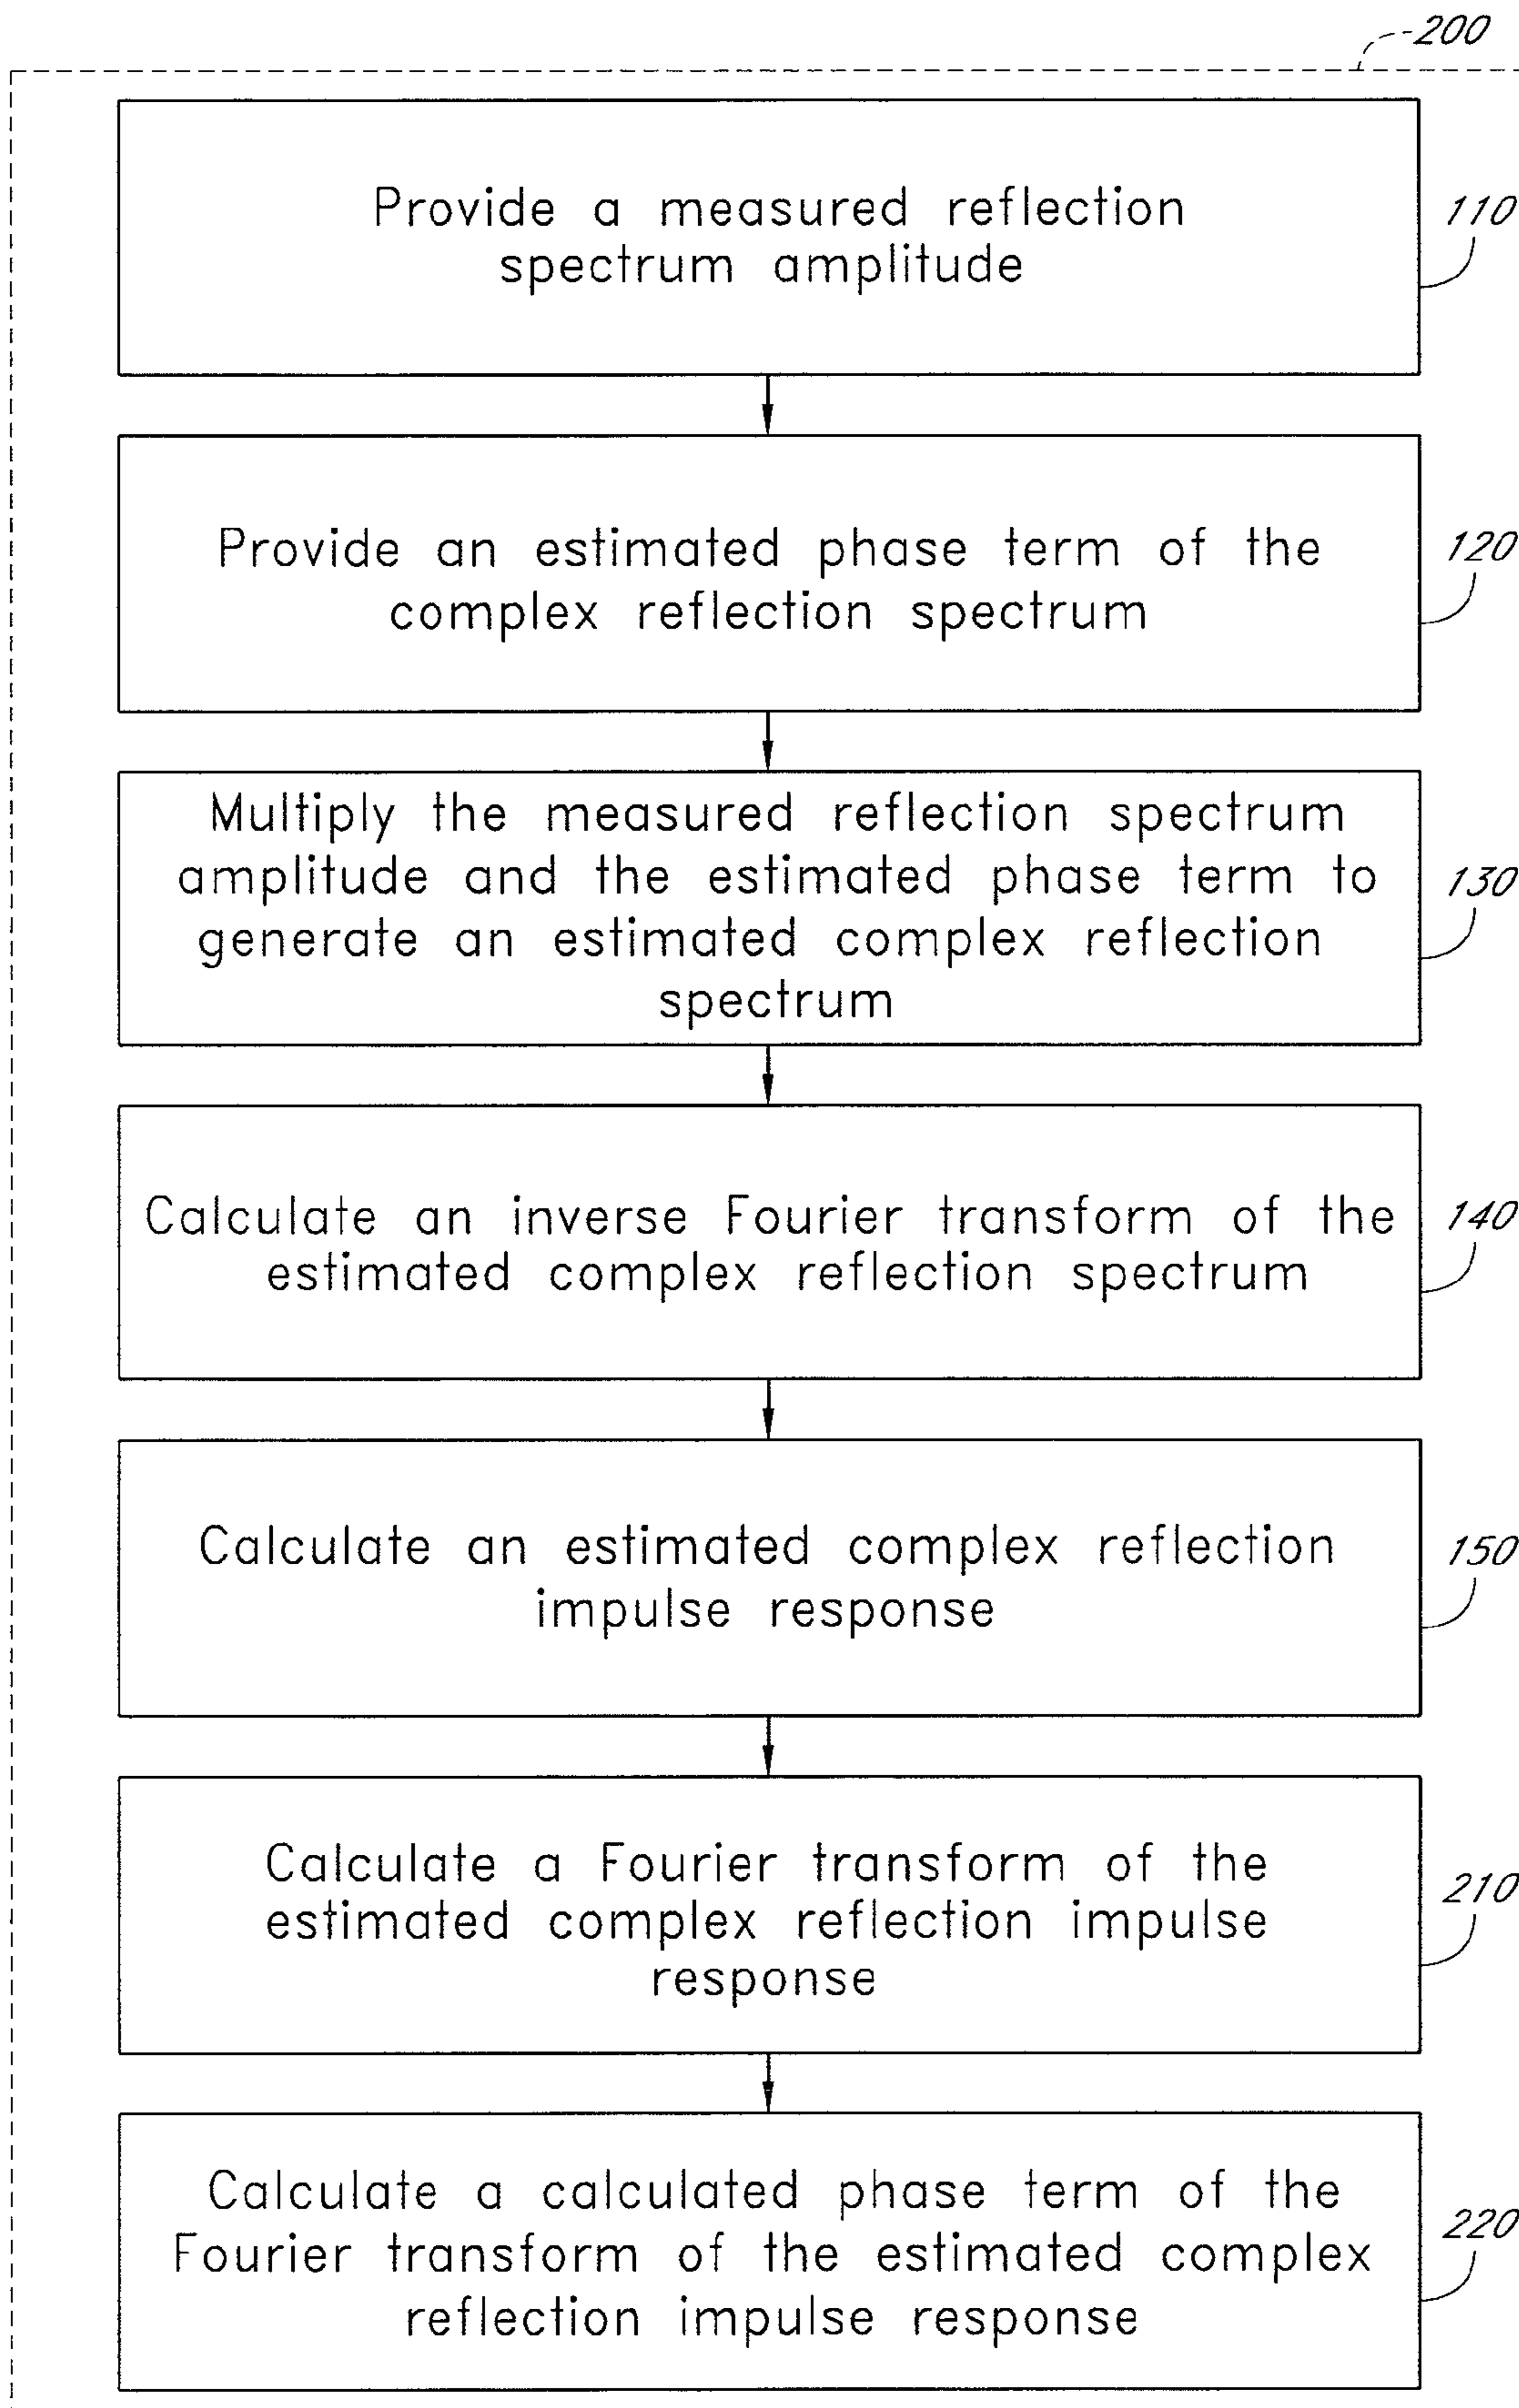 200
Provide a measured reflection
spectrum amplitude
110
Provide an estimated phase term of the
complex reflection spectrum
120
Multiply the measured reflection spectrum
amplitude and the estimated phase term to
generate an estimated complex reflection
spectrum
130
Calculate an inverse Fourier transform of the
estimated complex reflection spectrum
140
Calculate an estimated complex reflection
impulse response
150
Calculate a Fourier transform of the
estimated complex reflection impulse
response
210
Calculate a calculated phase term of the
Fourier transform of the estimated complex
reflection impulse response
220